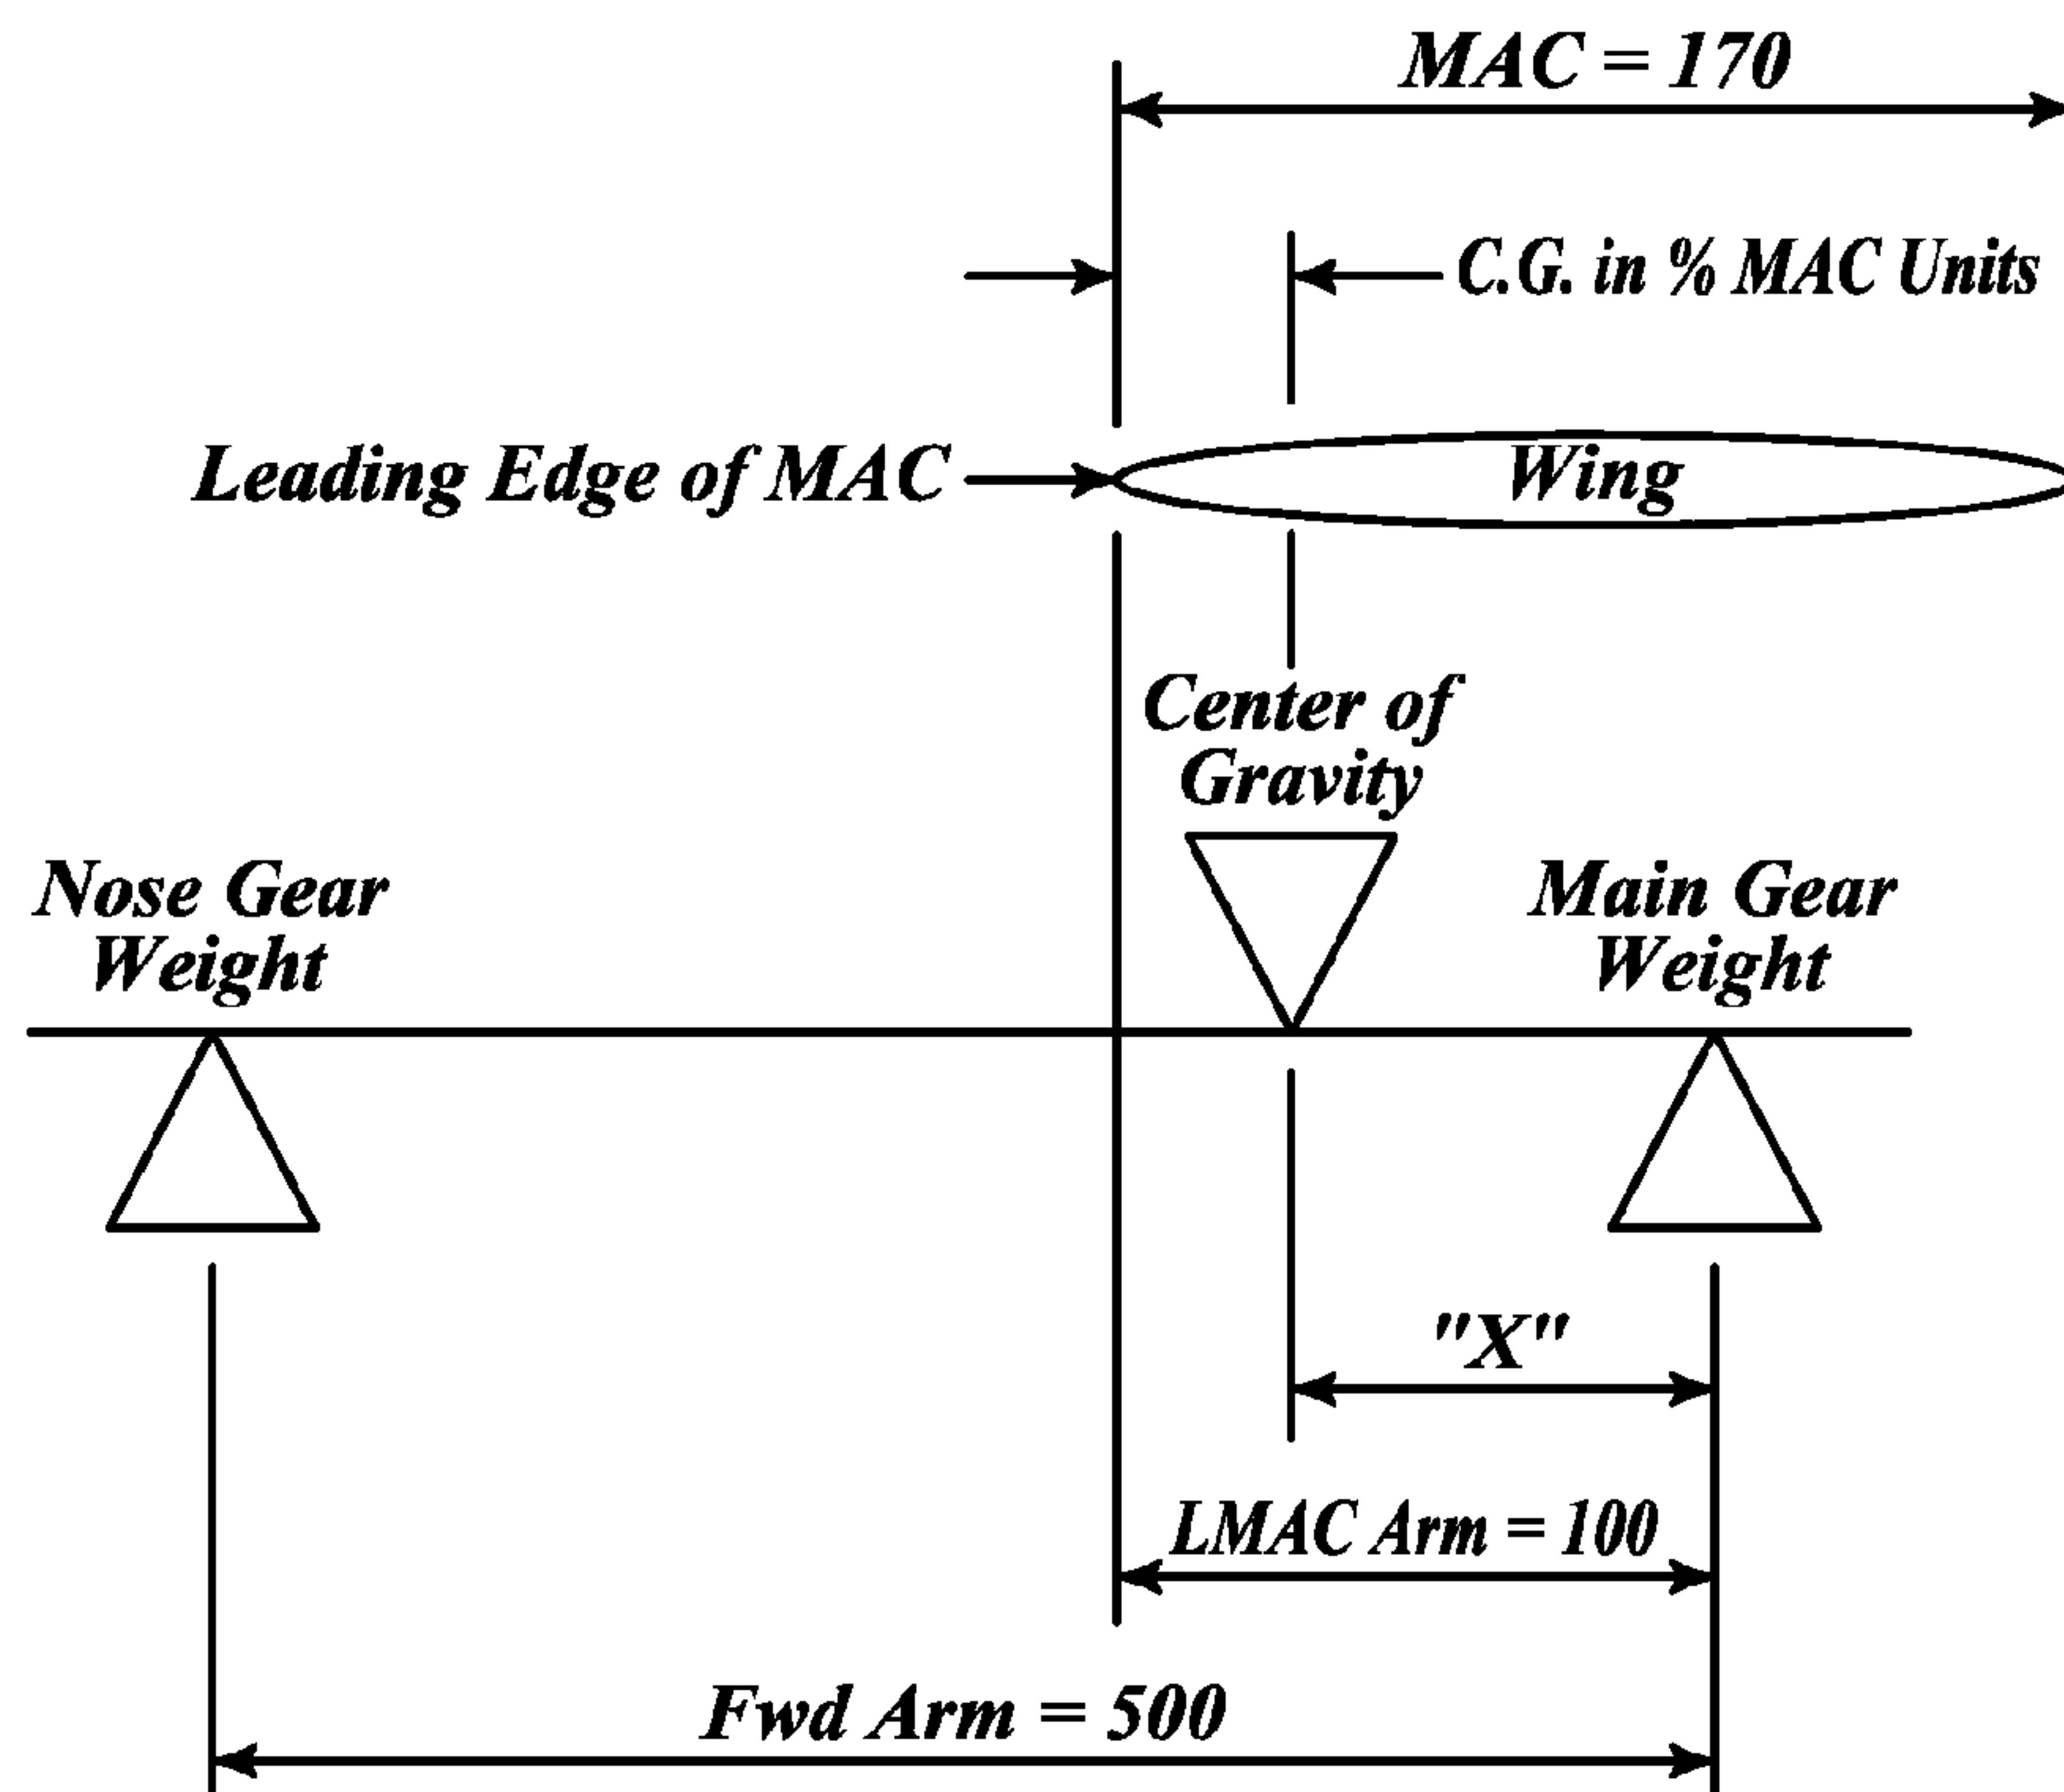 MAC = 170
C.G. in % MAC Units
Leading Edge of MAC
Wing
Center of
Gravity
Nose Gear
Weight
Main Gear
Weight
"X"
LMAC Arm = 100
Fwd Arm = 500